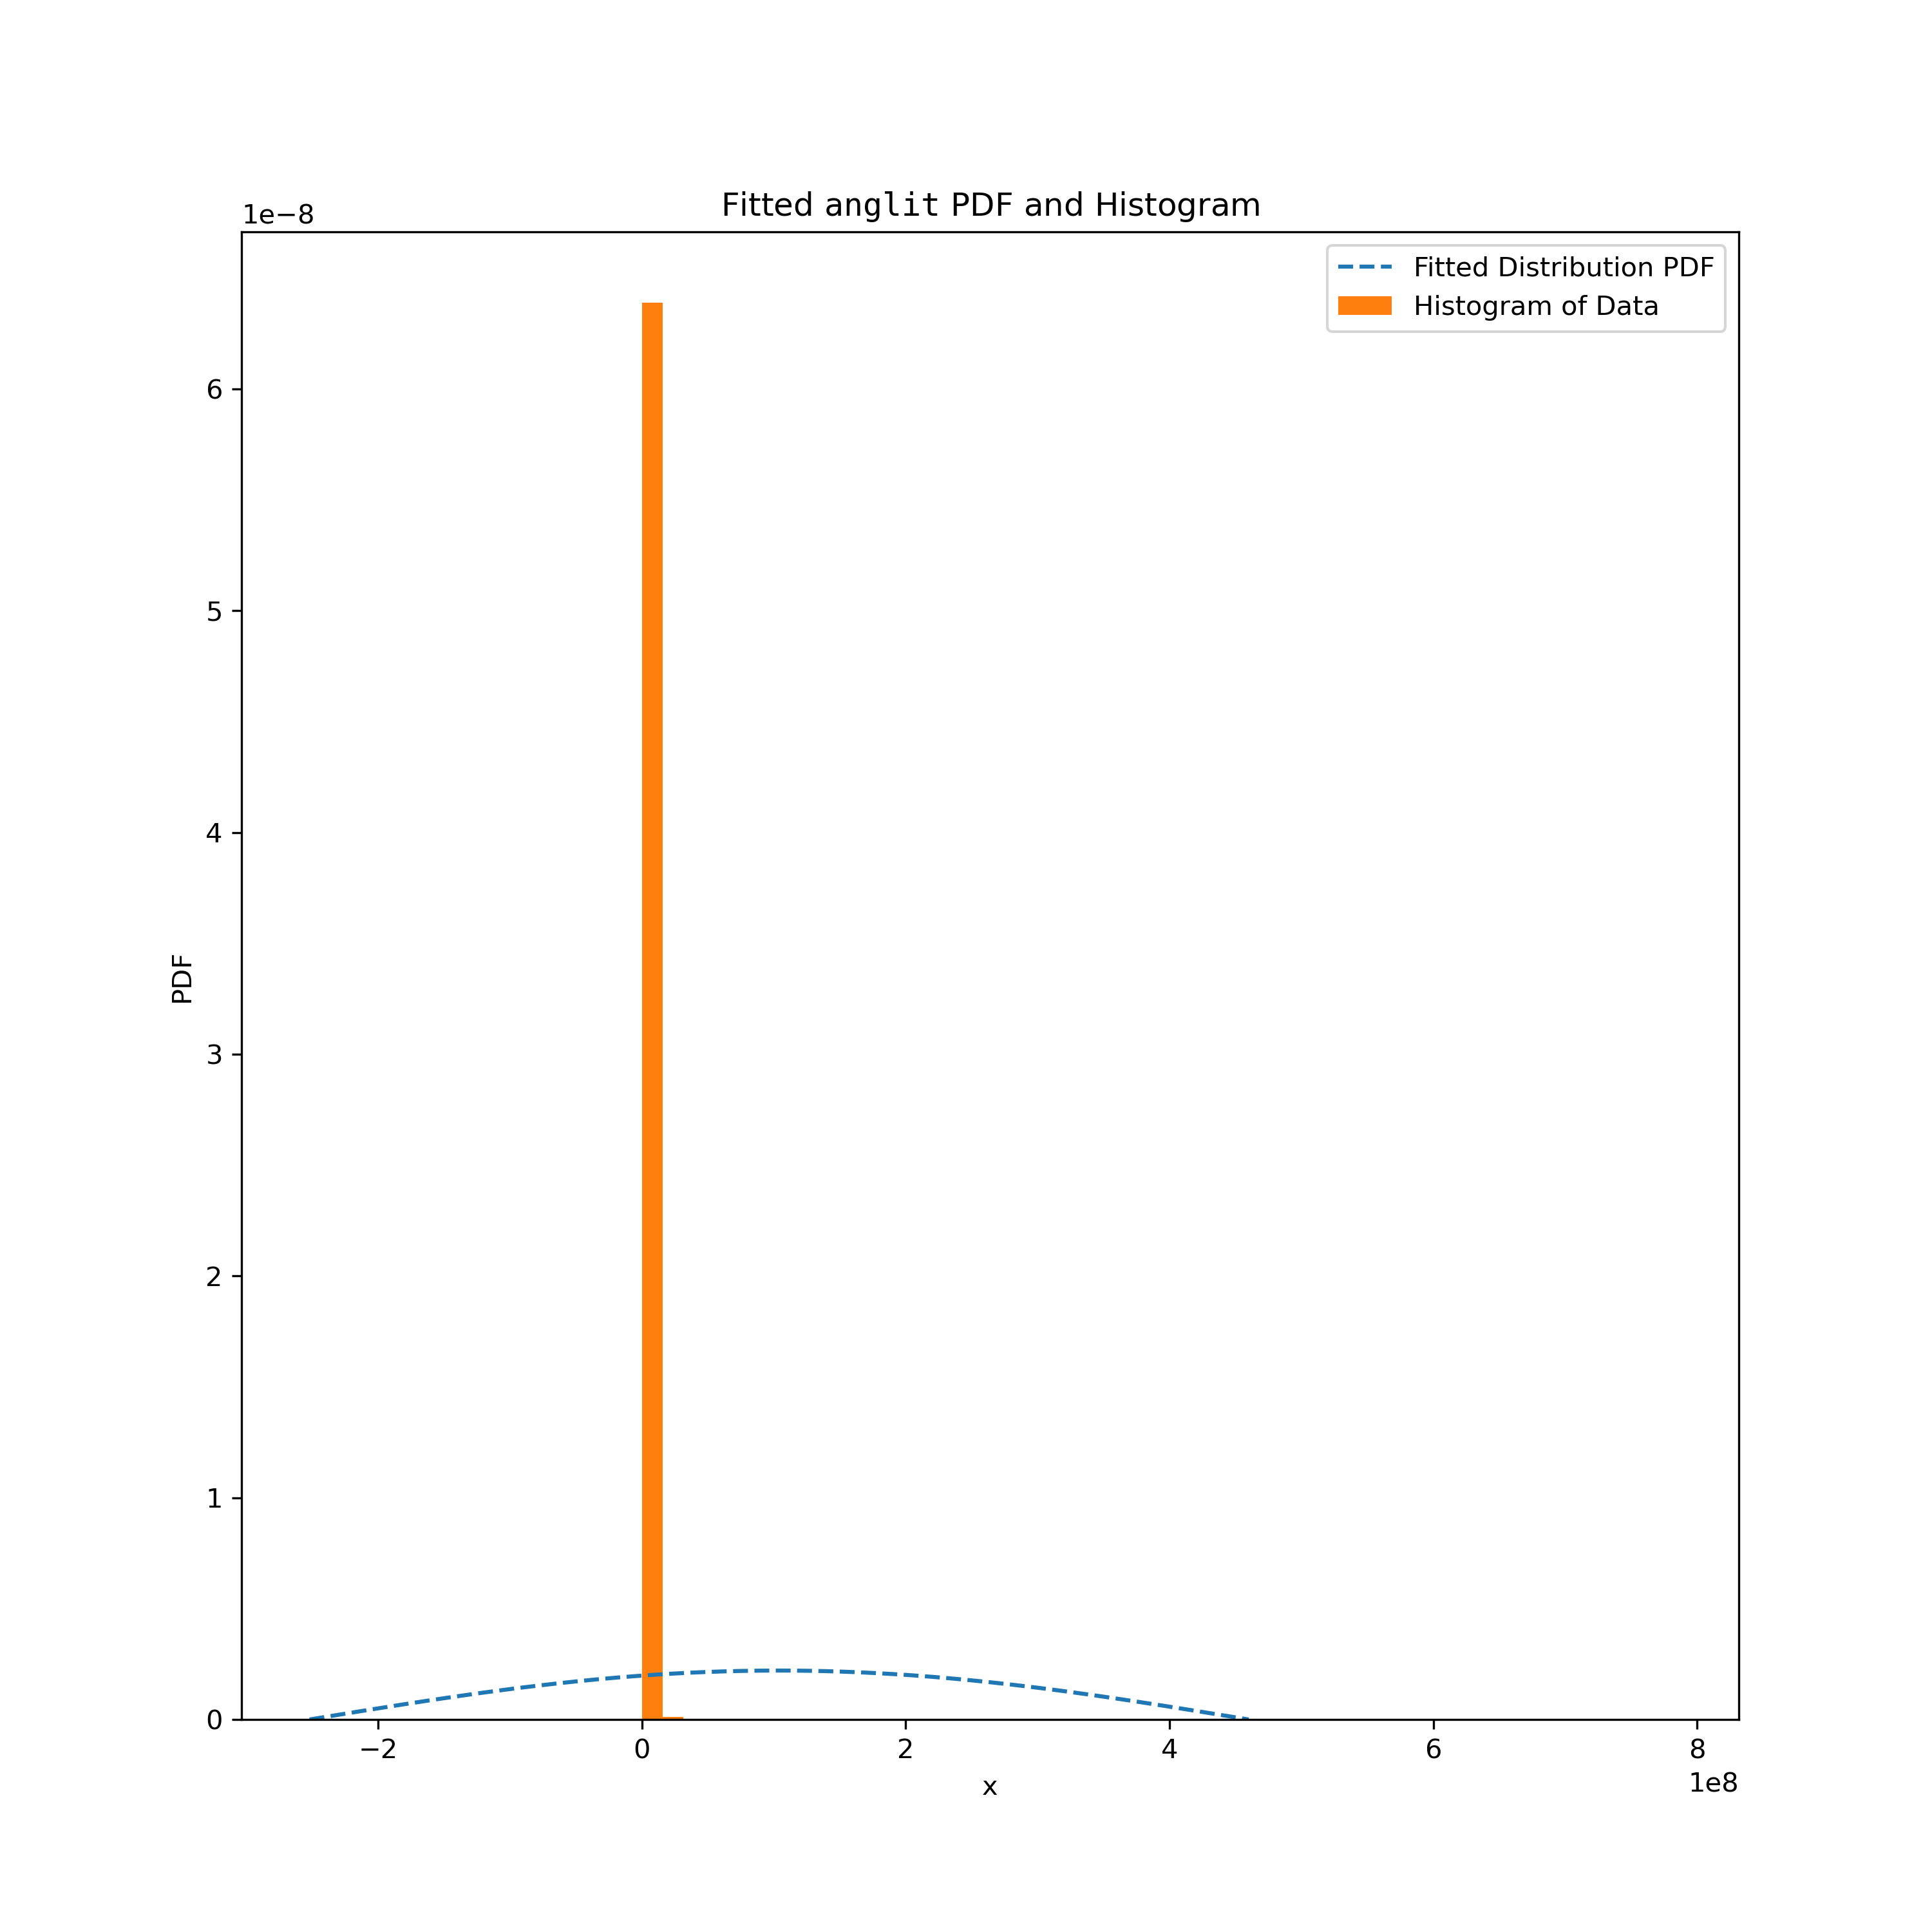 Fitted anglit PDF and Histogram
1e−8
Fitted Distribution PDF
Histogram of Data
6
5
4
3
2
1
0
PDF
−2 0 2 4 6 8
1e8
x